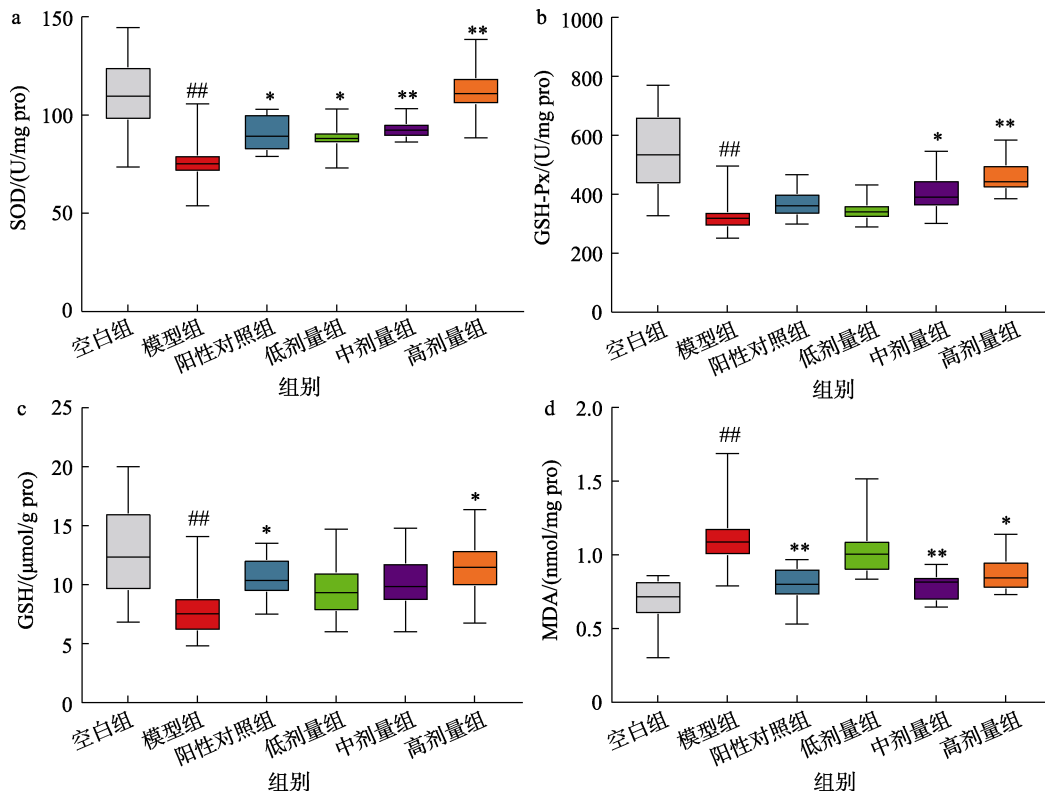 a
SOD/(U/mg pro)
150
100
50
0
##
*
*
**
**
空白组
模型组
阳性对照组
低剂量组
中剂量组
高剂量组
组别
b
GSH-Px/(U/mg pro)
1000
800
600
400
200
0
##
*
**
空白组
模型组
阳性对照组
低剂量组
中剂量组
高剂量组
组别
c
GSH/(μmol/g pro)
25
20
15
10
5
0
##
*
*
空白组
模型组
阳性对照组
低剂量组
中剂量组
高剂量组
组别
d
MDA/(nmol/mg pro)
2.0
1.5
1.0
0.5
0
##
**
**
*
空白组
模型组
阳性对照组
低剂量组
中剂量组
高剂量组
组别